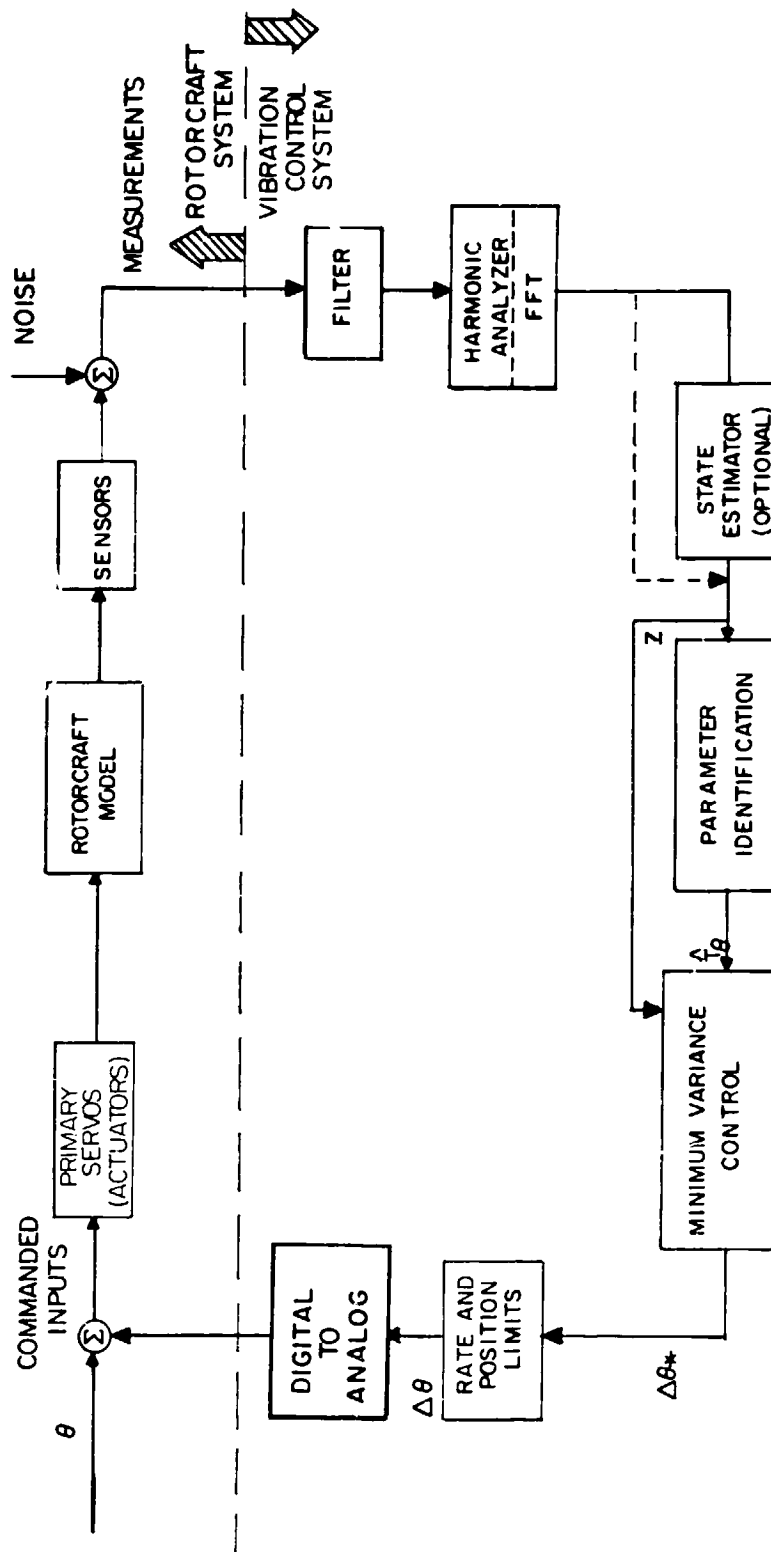 θ
COMMANDED
INPUTS
Σ
PRIMARY
SERVOS
(ACTUATORS)
ROTORCRAFT
MODEL
SENSORS
NOISE
Σ
MEASUREMENTS
ROTORCRAFT
SYSTEM
VIBRATION
CONTROL
SYSTEM
FILTER
HARMONIC
ANALYZER
FFT
STATE
ESTIMATOR
(OPTIONAL)
Z
PARAMETER
IDENTIFICATION
T̂θ
MINIMUM VARIANCE
CONTROL
Δθ*
RATE AND
POSITION
LIMITS
Δθ
DIGITAL
TO
ANALOG